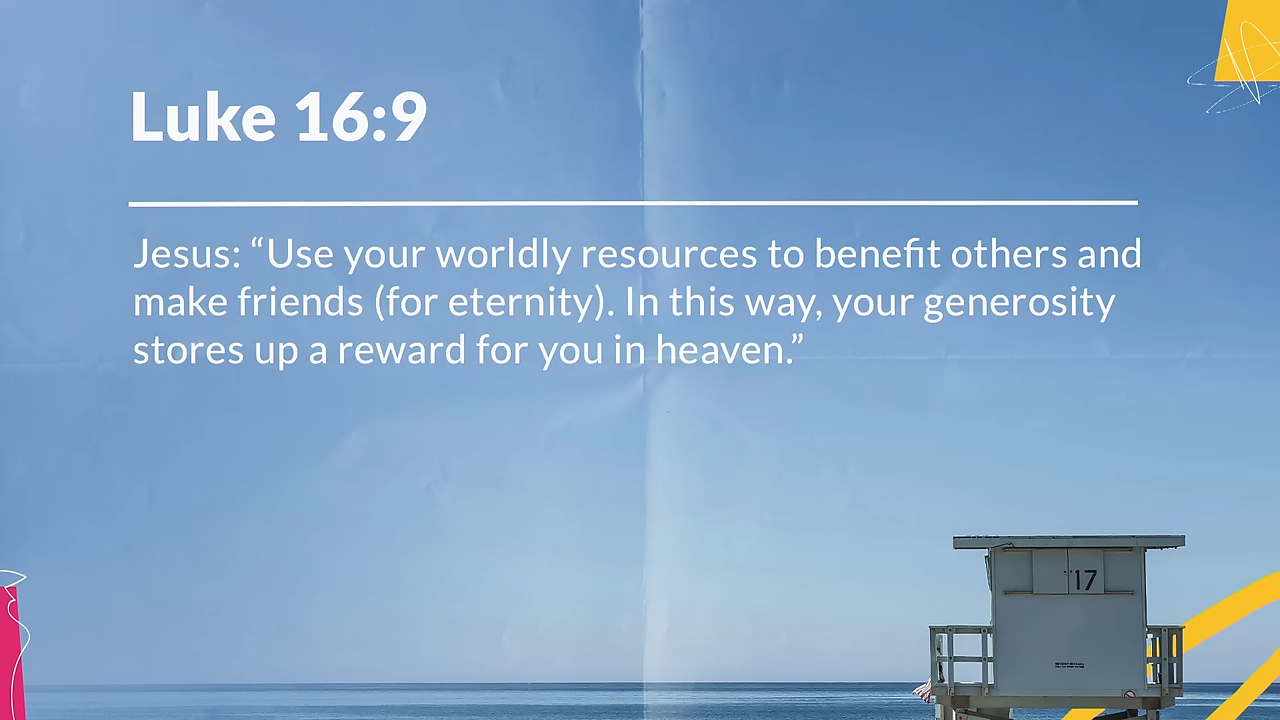 Luke 16:9
Jesus: “Use your worldly resources to benefit others and
make friends (for eternity). In this way, your generosity
stores up a reward for you in heaven.”
17